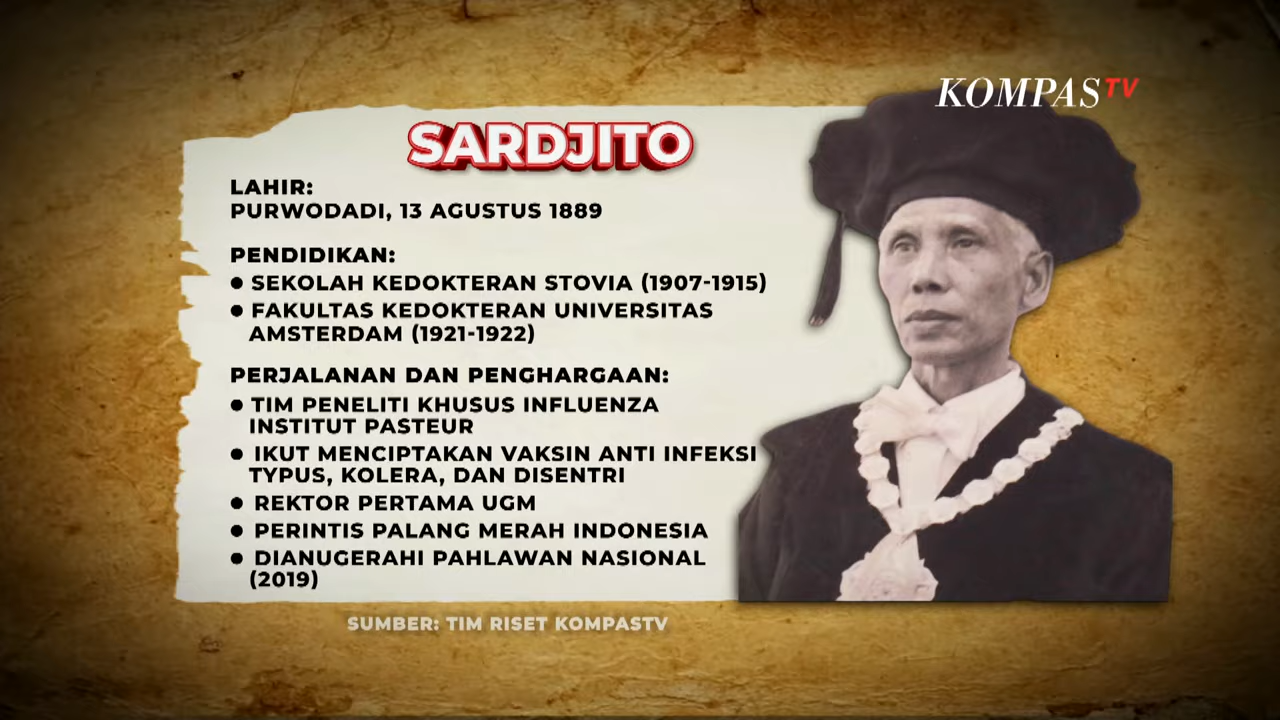 KOMPASTV
SARDJITO
LAHIR:
PURWODADI, 13 AGUSTUS 1889
PENDIDIKAN:
● SEKOLAH KEDOKTERAN STOVIA (1907-1915)
● FAKULTAS KEDOKTERAN UNIVERSITAS
AMSTERDAM (1921-1922)
PERJALANAN DAN PENGHARGAAN:
● TIM PENELITI KHUSUS INFLUENZA
INSTITUT PASTEUR
● IKUT MENCIPTAKAN VAKSIN ANTI INFEKSI
TYPUS, KOLERA, DAN DISENTRI
● REKTOR PERTAMA UGM
● PERINTIS PALANG MERAH INDONESIA
● DIANUGERAHI PAHLAWAN NASIONAL
(2019)
SUMBER: TIM RISET KOMPASTV